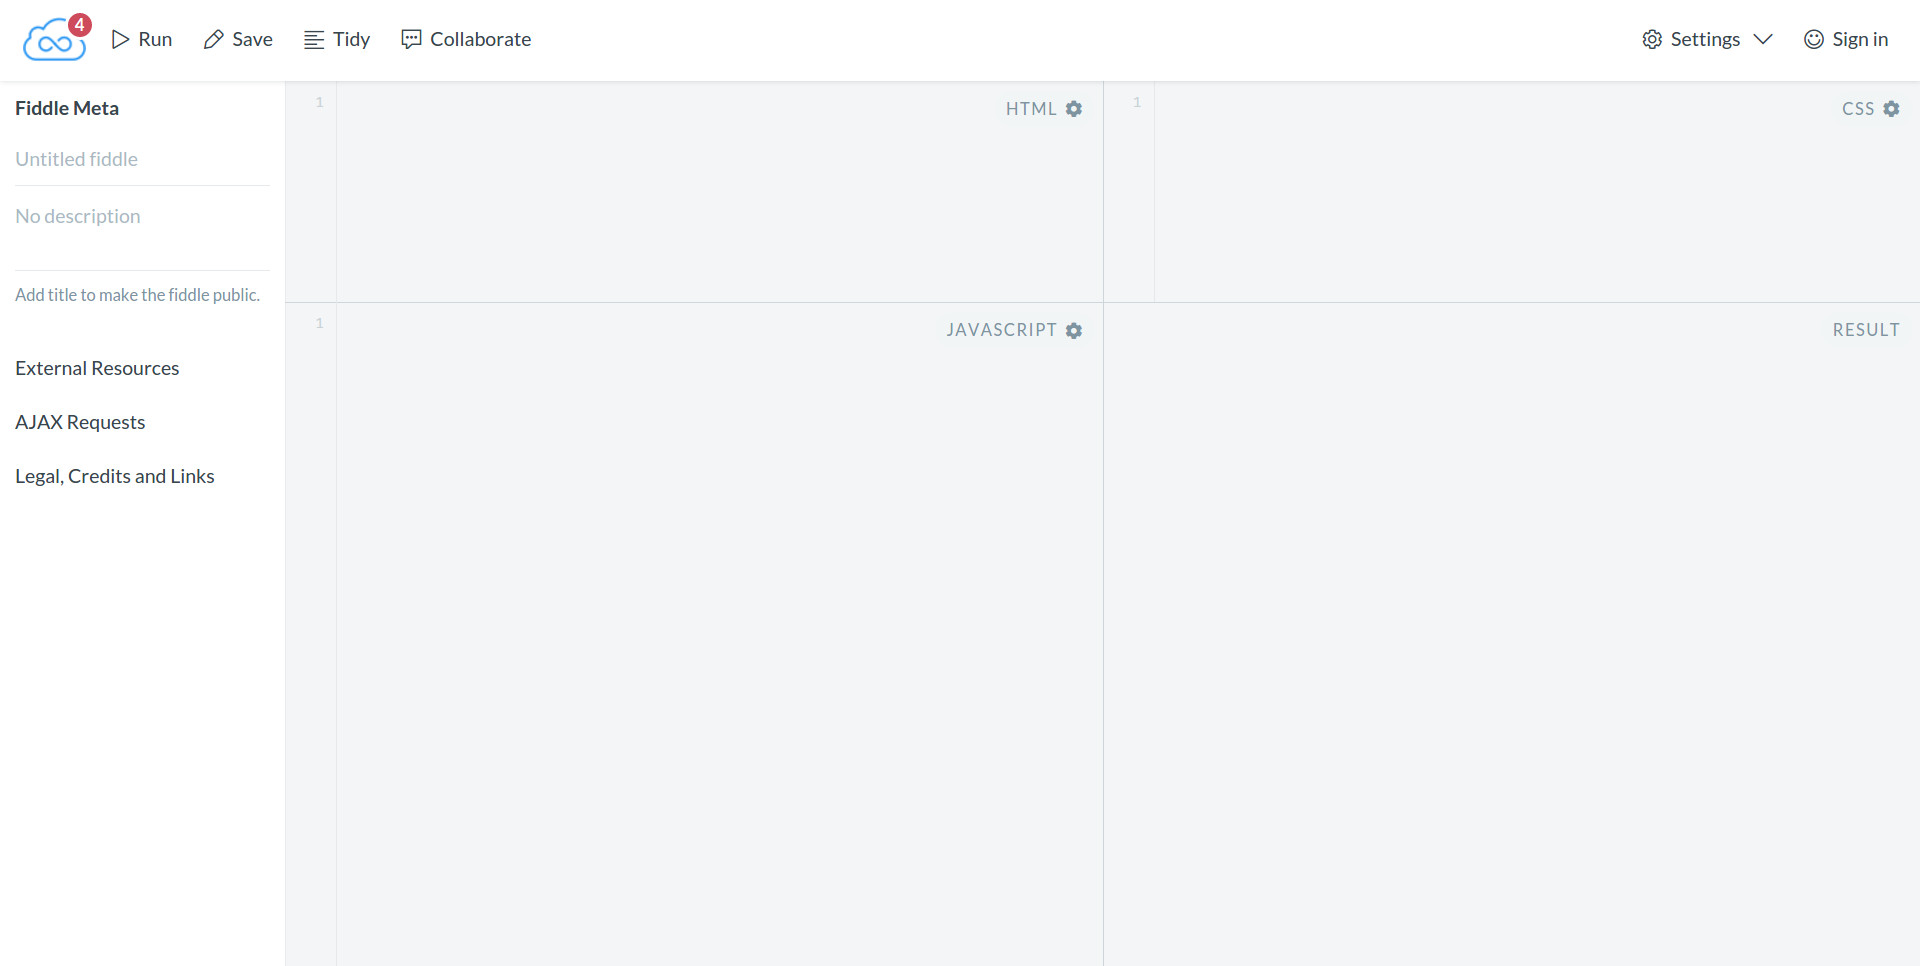 4
Run
Save
Tidy
Collaborate
Settings
Sign in
Fiddle Meta
Untitled fiddle
No description
Add title to make the fiddle public.
External Resources
AJAX Requests
Legal, Credits and Links
1
HTML
1
CSS
1
JAVASCRIPT
RESULT